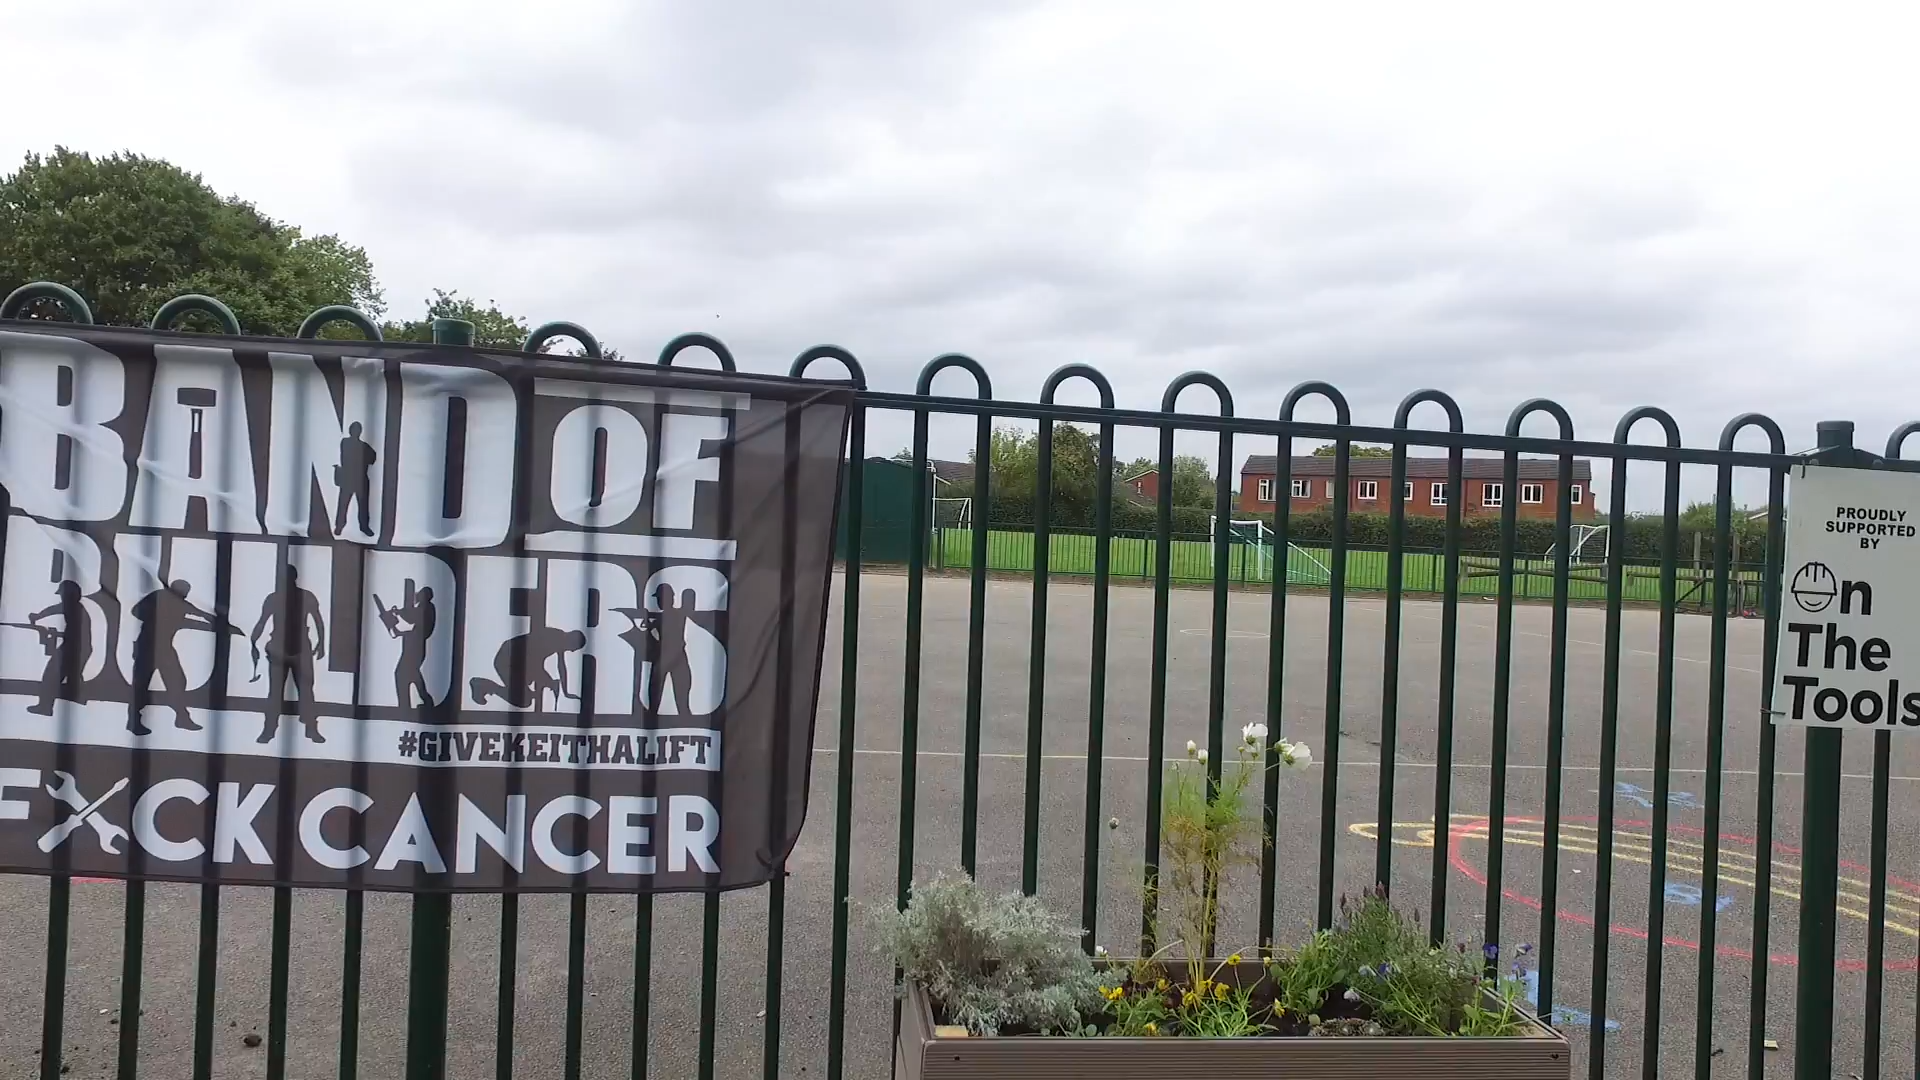 BAND OF
BUILDERS
#GIVEKEITHALIFT
F CK CANCER
PROUDLY
SUPPORTED
BY
On
The
Tools